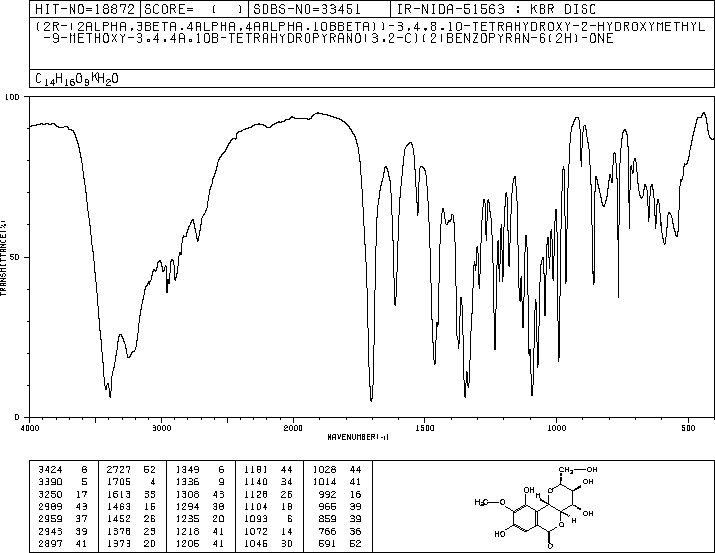 HIT-NO=18872 SCORE= ( ) SDBS-NO=33451 IR-NIDA-51563 : KBR DISC
(2R-(2ALPHA,3BETA,4ALPHA,4AALPHA,10BBETA))-3,4,8,10-TETRAHYDROXY-2-HYDROXYMETHYL
-9-METHOXY-3,4,4A,10B-TETRAHYDROPYRANO(3,2-C)(2)BENZOPYRAN-6(2H)-ONE
C14H16O9KH2O
TRANSMITTANCE(%)
100
50
0
4000 3000 2000 1500 1000 500
WAVENUMBER(-1)
3424 6 2727 52 1349 6 1181 44 1028 44
3390 5 1705 4 1336 9 1140 34 1014 41
3250 17 1613 35 1308 43 1128 26 992 16
2989 43 1463 16 1294 38 1104 18 966 39
2959 37 1452 26 1235 20 1093 6 859 39
2943 39 1378 29 1218 41 1072 14 766 36
2897 41 1373 20 1205 41 1046 30 591 52
CH2—OH
OH
O
OH
H3C—O
H
H
OH
HO
O
O